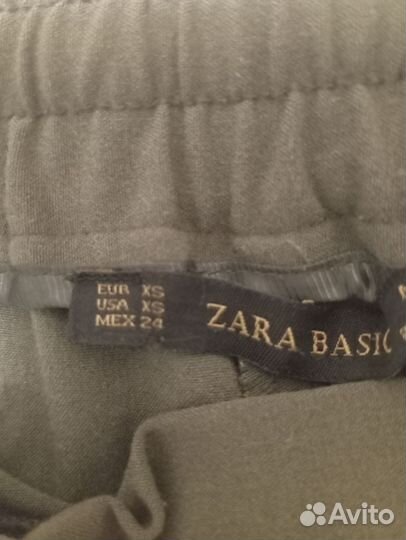 EUR XS
USA XS
MEX 24
ZARA BASIC
Avito